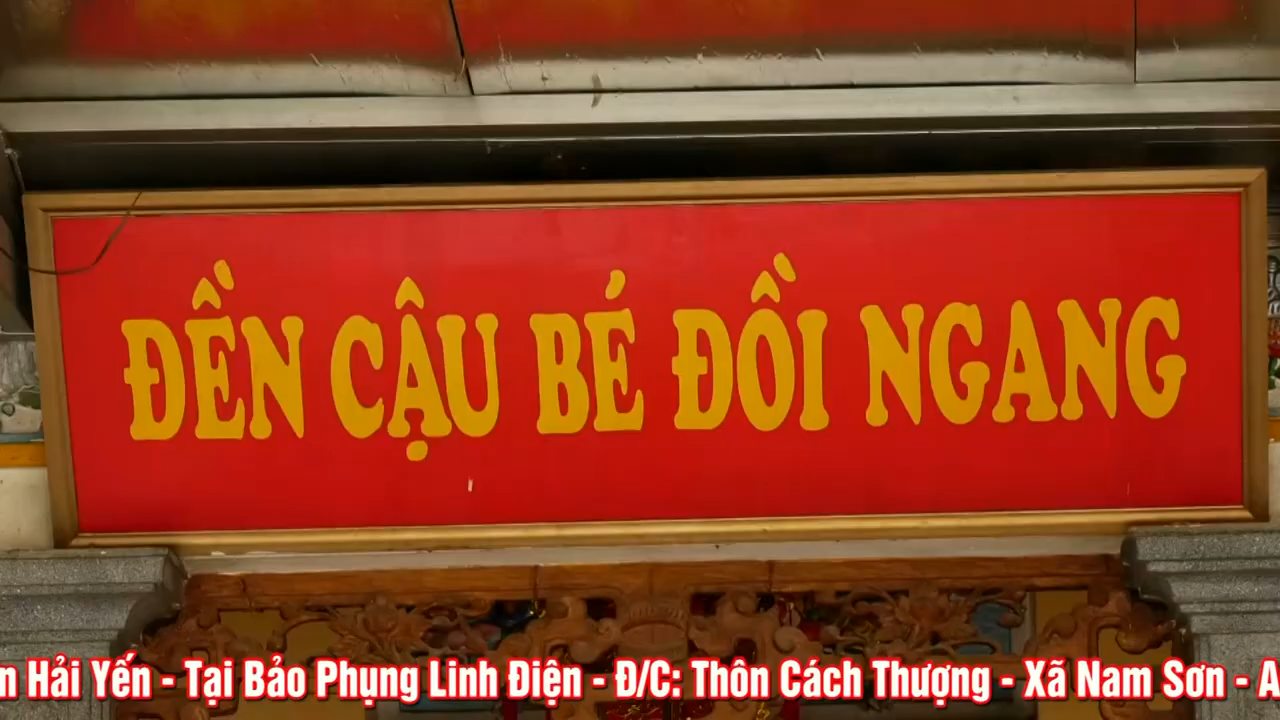 ĐỀN CẬU BÉ ĐỒI NGANG
n Hải Yến - Tại Bảo Phụng Linh Điện - Đ/C: Thôn Cách Thượng - Xã Nam Sơn - A